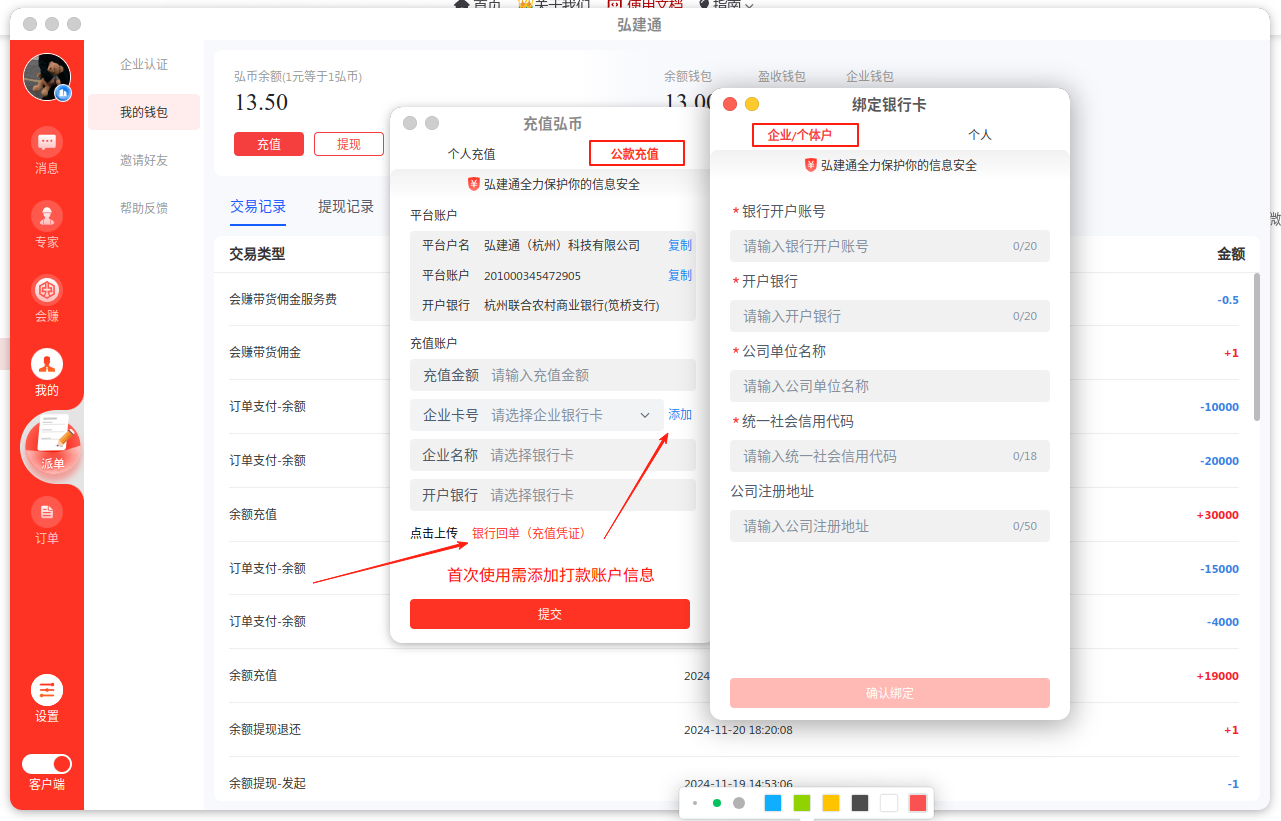 首页 关于我们 使用文档 指南
弘建通
企业认证
我的钱包
邀请好友
帮助反馈
消息
专家
会赚
我的
派单
订单
设置
客户端
弘币余额(1元等于1弘币)
13.50
充值
提现
余额钱包
盈收钱包
企业钱包
13.00
交易记录
提现记录
交易类型
金额
会赚带货佣金服务费
-0.5
会赚带货佣金
+1
订单支付-余额
-10000
订单支付-余额
-20000
余额充值
+30000
订单支付-余额
-15000
订单支付-余额
-4000
余额充值
2024
+19000
余额提现退还
2024-11-20 18:20:08
+1
余额提现-发起
2024-11-19 14:53:06
-1
充值弘币
个人充值
公款充值
弘建通全力保护你的信息安全
平台账户
平台户名 弘建通（杭州）科技有限公司 复制
平台账户 201000345472905 复制
开户银行 杭州联合农村商业银行(笕桥支行)
充值账户
充值金额 请输入充值金额
企业卡号 请选择企业银行卡 添加
企业名称 请选择银行卡
开户银行 请选择银行卡
点击上传 银行回单（充值凭证）
首次使用需添加打款账户信息
提交
绑定银行卡
企业/个体户
个人
弘建通全力保护你的信息安全
* 银行开户账号
请输入银行开户账号 0/20
* 开户银行
请输入开户银行 0/20
* 公司单位名称
请输入公司单位名称
* 统一社会信用代码
请输入统一社会信用代码 0/18
公司注册地址
请输入公司注册地址 0/50
确认绑定
微